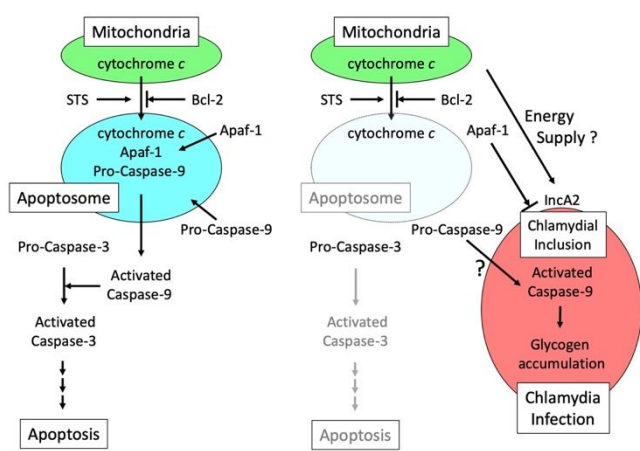 Mitochondria
cytochrome c
STS
Bcl-2
cytochrome c
Apaf-1
Apaf-1
Pro-Caspase-9
Apoptosome
Pro-Caspase-9
Pro-Caspase-3
Activated
Caspase-9
Activated
Caspase-3
Apoptosis
Mitochondria
cytochrome c
STS
Bcl-2
Energy
Supply ?
cytochrome c
Apaf-1
Apoptosome
IncA2
Pro-Caspase-9
Chlamydial
Inclusion
Pro-Caspase-3
?
Activated
Caspase-9
Activated
Caspase-3
Glycogen
accumulation
Apoptosis
Chlamydia
Infection